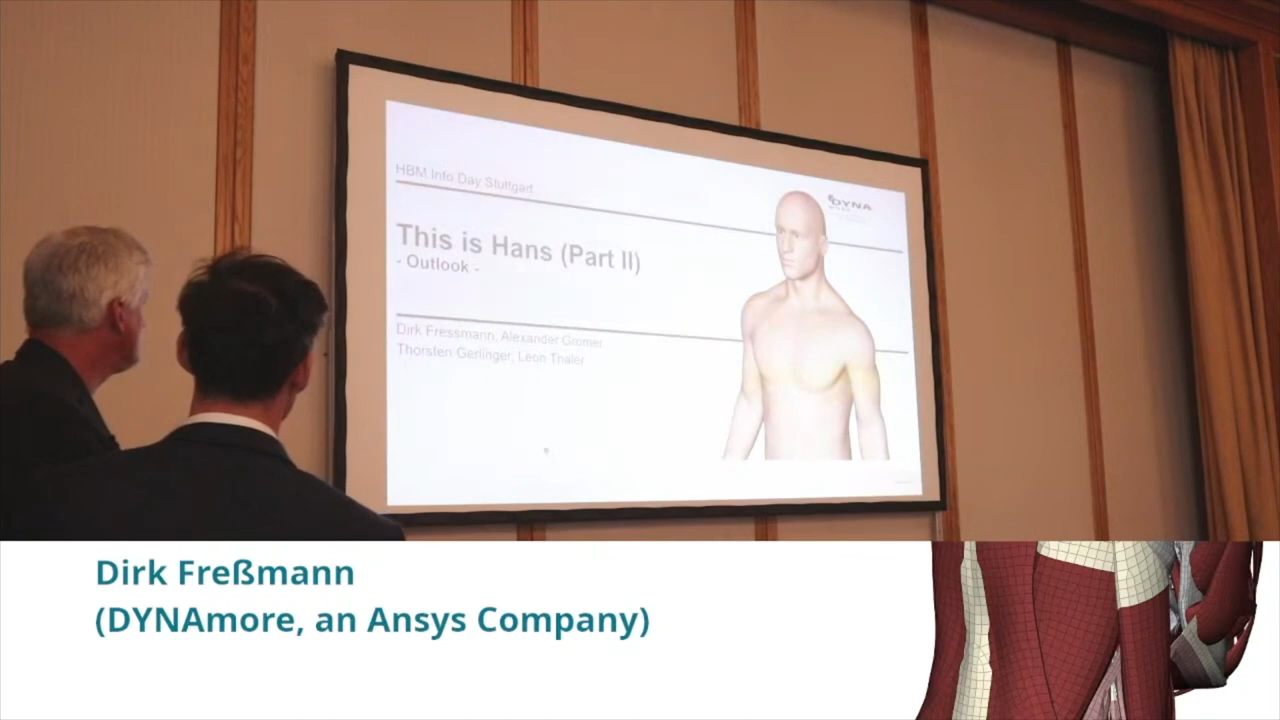 HBM Info Day Stuttgart
DYNA
This is Hans (Part II)
- Outlook -
Dirk Fressmann, Alexander Gromer
Thorsten Gerlinger, Leon Thaler
Dirk Freßmann
(DYNAmore, an Ansys Company)